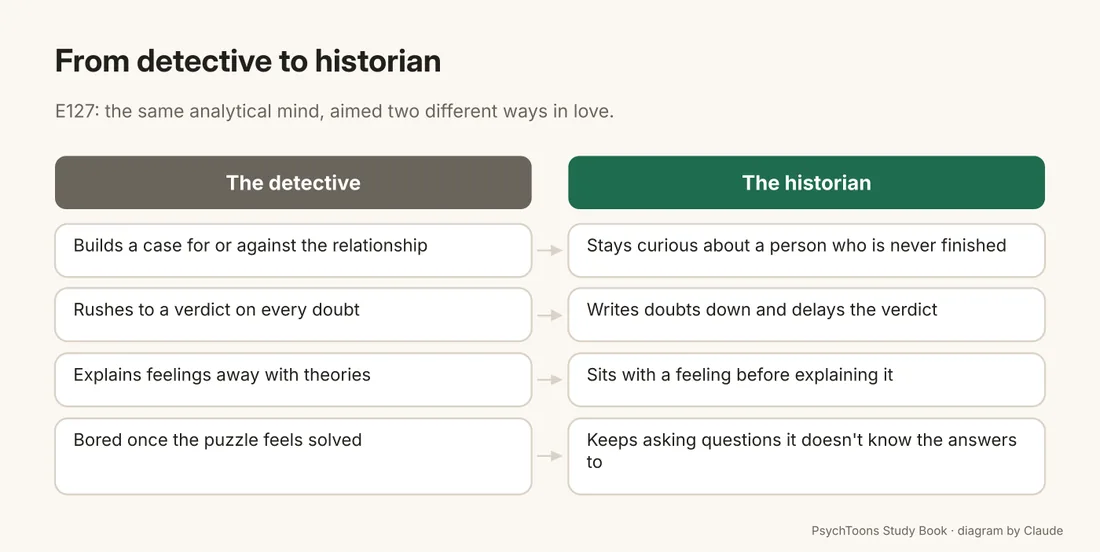 From detective to historian
E127: the same analytical mind, aimed two different ways in love.
The detective
The historian
Builds a case for or against the relationship
Stays curious about a person who is never finished
Rushes to a verdict on every doubt
Writes doubts down and delays the verdict
Explains feelings away with theories
Sits with a feeling before explaining it
Bored once the puzzle feels solved
Keeps asking questions it doesn't know the answers
to
PsychToons Study Book · diagram by Claude